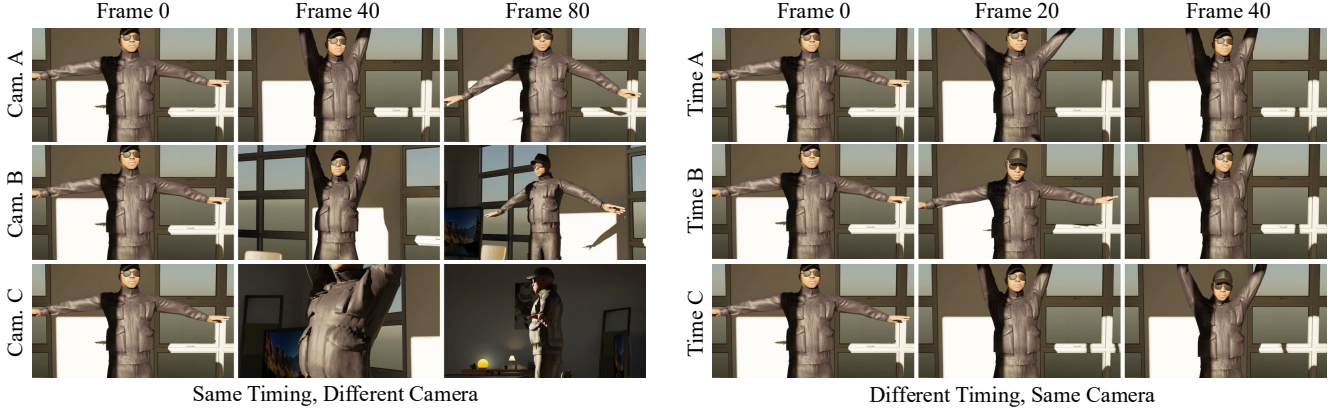 Frame 0 Frame 40 Frame 80
Cam. A
Cam. B
Cam. C
Same Timing, Different Camera
Frame 0 Frame 20 Frame 40
Time A
Time B
Time C
Different Timing, Same Camera